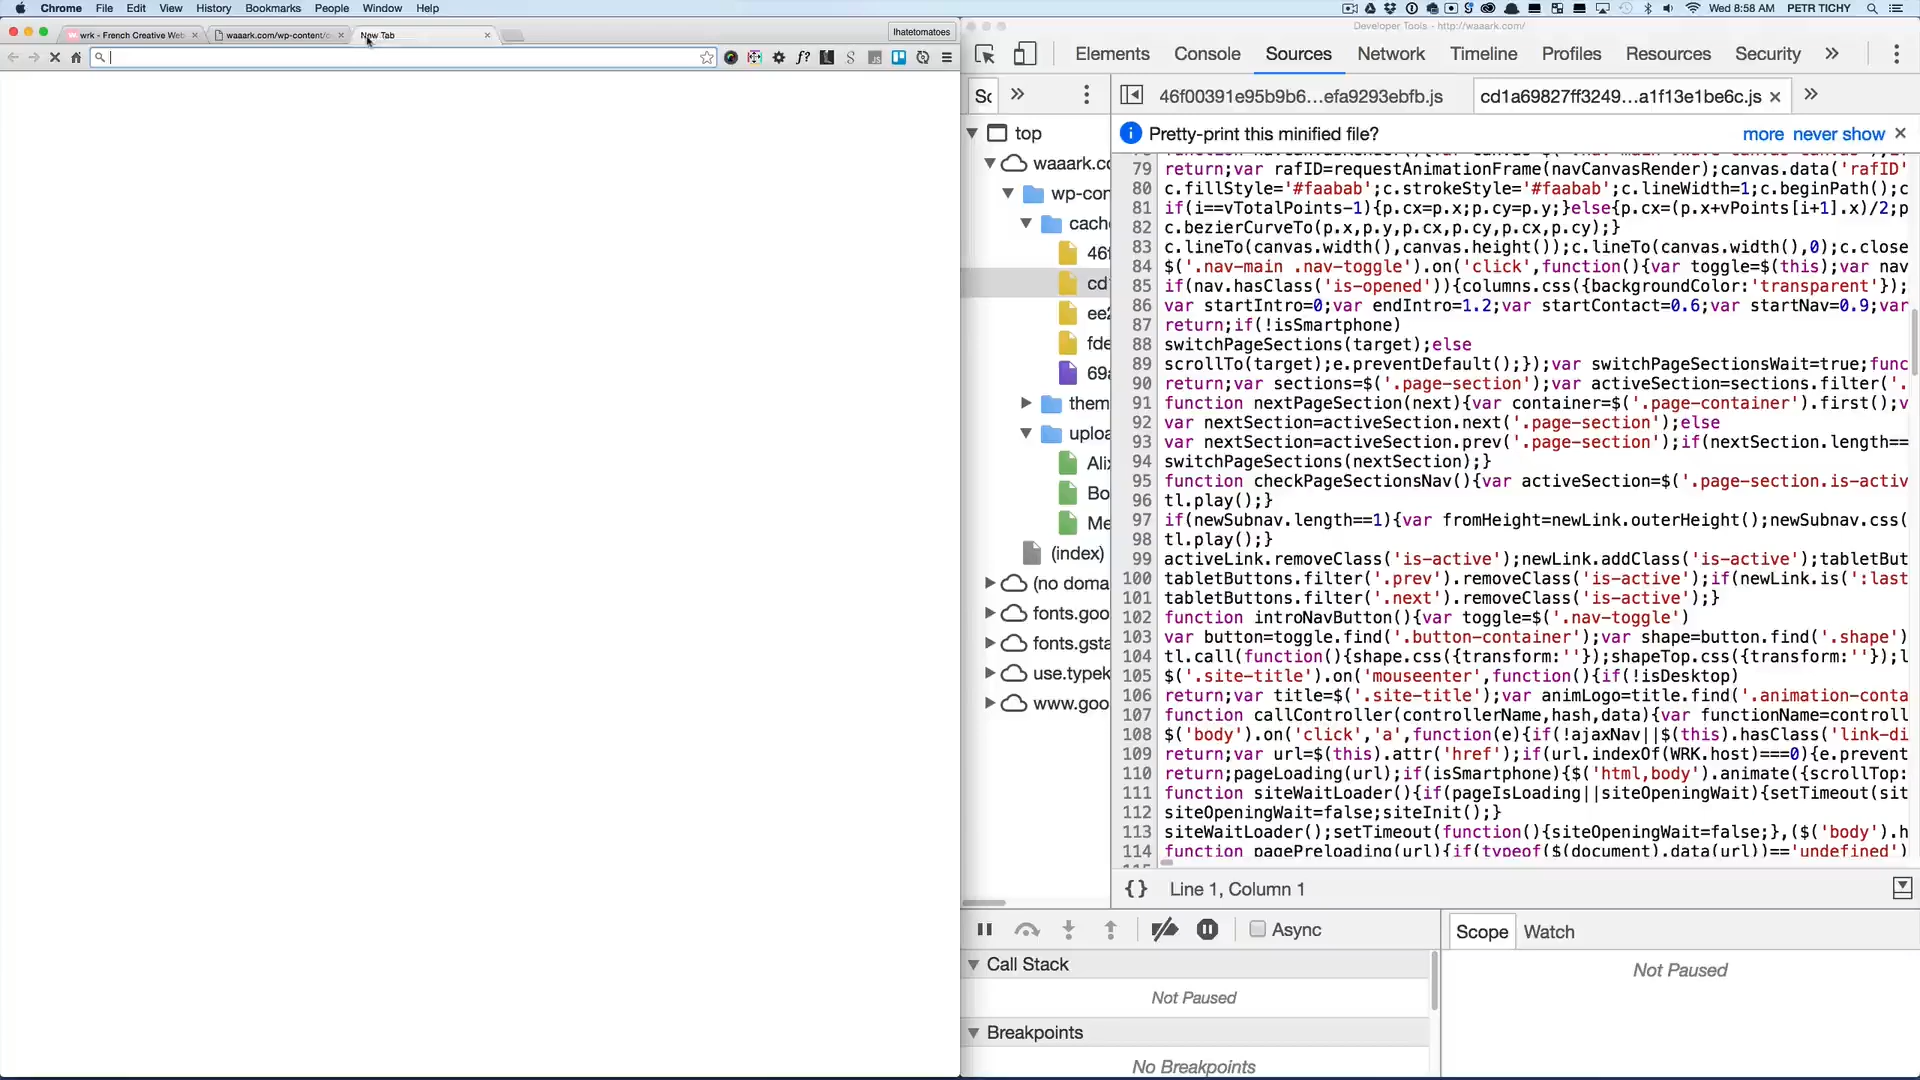 Chrome File Edit View History Bookmarks People Window Help
Wed 8:58 AM PETR TICHY
wrk - French Creative Web
waaark.com/wp-content/c
New Tab
Ihatetomatoes
f?
Developer Tools - http://waaark.com/
Elements Console Sources Network Timeline Profiles Resources Security »
Sc » 46f00391e95b9b6...efa9293ebfb.js cd1a69827ff3249...a1f13e1be6c.js × »
Pretty-print this minified file? more never show ×
top
waaark.co
wp-con
cache
46f
cd1
ee2
fde
69a
them
uploa
Alix
Bo
Me
(index)
(no doma
fonts.goo
fonts.gsta
use.typek
www.goo
79 return;var rafID=requestAnimationFrame(navCanvasRender);canvas.data('rafID'
80 c.fillStyle='#faabab';c.strokeStyle='#faabab';c.lineWidth=1;c.beginPath();c
81 if(i==vTotalPoints-1){p.cx=p.x;p.cy=p.y;}else{p.cx=(p.x+vPoints[i+1].x)/2;p
82 c.bezierCurveTo(p.x,p.y,p.cx,p.cy,p.cx,p.cy);}
83 c.lineTo(canvas.width(),canvas.height());c.lineTo(canvas.width(),0);c.close
84 $('.nav-main .nav-toggle').on('click',function(){var toggle=$(this);var nav
85 if(nav.hasClass('is-opened')){columns.css({backgroundColor:'transparent'});
86 var startIntro=0;var endIntro=1.2;var startContact=0.6;var startNav=0.9;var
87 return;if(!isSmartphone)
88 switchPageSections(target);else
89 scrollTo(target);e.preventDefault();});var switchPageSectionsWait=true;func
90 return;var sections=$('.page-section');var activeSection=sections.filter('.
91 function nextPageSection(next){var container=$('.page-container').first();v
92 var nextSection=activeSection.next('.page-section');else
93 var nextSection=activeSection.prev('.page-section');if(nextSection.length==
94 switchPageSections(nextSection);}
95 function checkPageSectionsNav(){var activeSection=$('.page-section.is-activ
96 tl.play();}
97 if(newSubnav.length==1){var fromHeight=newLink.outerHeight();newSubnav.css(
98 tl.play();}
99 activeLink.removeClass('is-active');newLink.addClass('is-active');tabletBut
100 tabletButtons.filter('.prev').removeClass('is-active');if(newLink.is(':last
101 tabletButtons.filter('.next').removeClass('is-active');}
102 function introNavButton(){var toggle=$('.nav-toggle')
103 var button=toggle.find('.button-container');var shape=button.find('.shape')
104 tl.call(function(){shape.css({transform:''});shapeTop.css({transform:''});l
105 $('.site-title').on('mouseenter',function(){if(!isDesktop)
106 return;var title=$('.site-title');var animLogo=title.find('.animation-conta
107 function callController(controllerName,hash,data){var functionName=controll
108 $('body').on('click','a',function(e){if(!ajaxNav||$(this).hasClass('link-di
109 return;var url=$(this).attr('href');if(url.indexOf(WRK.host)===0){e.prevent
110 return;pageLoading(url);if(isSmartphone){$('html,body').animate({scrollTop:
111 function siteWaitLoader(){if(pageIsLoading||siteOpeningWait){setTimeout(sit
112 siteOpeningWait=false;siteInit();}
113 siteWaitLoader();setTimeout(function(){siteOpeningWait=false;},($('body').h
114 function pagePreloading(url){if(typeof($(document).data(url))=='undefined')
{} Line 1, Column 1
Async
Scope Watch
Call Stack
Not Paused
Not Paused
Breakpoints
No Breakpoints